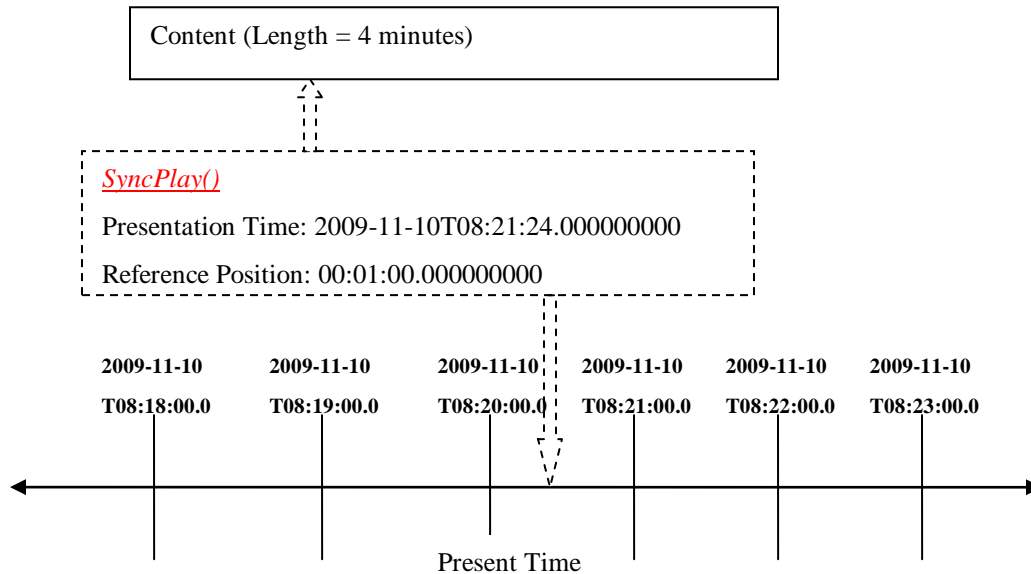 Content (Length = 4 minutes)
SyncPlay()
Presentation Time: 2009-11-10T08:21:24.000000000
Reference Position: 00:01:00.000000000
2009-11-10 2009-11-10 2009-11-10 2009-11-10 2009-11-10 2009-11-10
T08:18:00.0 T08:19:00.0 T08:20:00.0 T08:21:00.0 T08:22:00.0 T08:23:00.0
Present Time